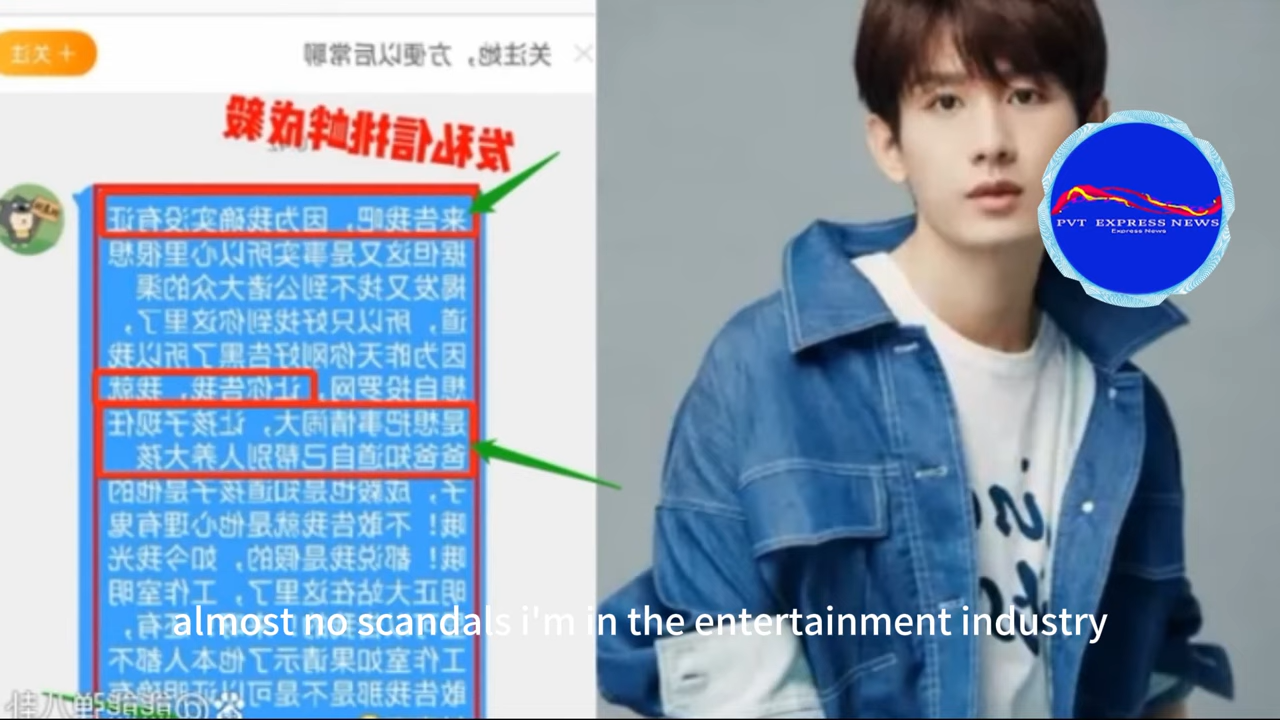 关注她，方便以后常聊
+ 关注
发私信挑衅成毅
来告我吧，因为我确实没有证
据但这又是事实所以心里很想
揭发又找不到公诸大众的渠
道，所以只好找到你这里了，
因为昨天你刚好告黑了所以我
想自投罗网，让你告我，我就
是想把事情闹大，让孩子现任
爸爸知道自己帮别人养大孩
子，成毅也是知道孩子是他的
哦！不敢告我就是他心理有鬼
哦！都说我是假的，如今我光
明正大站在这里了，工作室明
还有，
工作室如果请示了他本人都不
敢告我那是不是可以证明确有
PVT EXPRESS NEWS
Express News
almost no scandals i'm in the entertainment industry